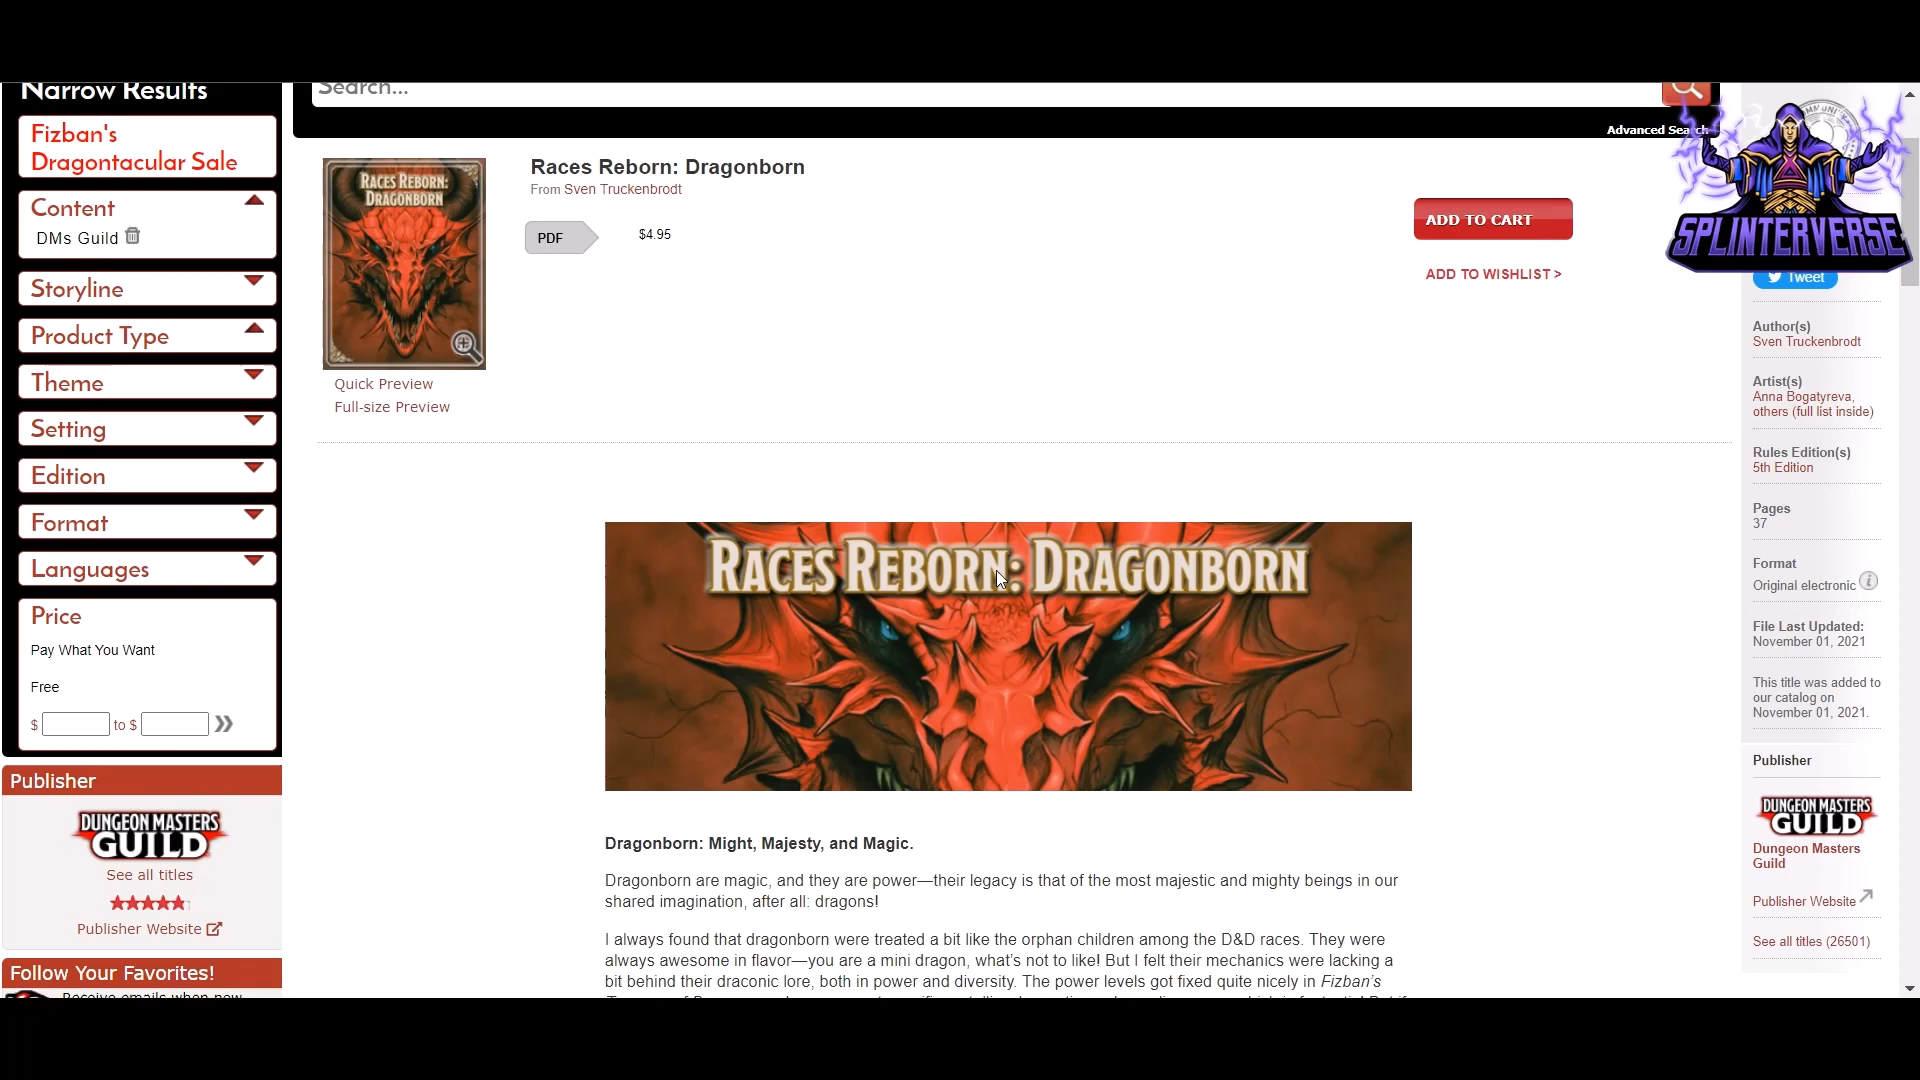 Narrow Results
Search...
Advanced Search
Fizban's
Dragontacular Sale
Content
DMs Guild
Storyline
Product Type
Theme
Setting
Edition
Format
Languages
Price
Pay What You Want
Free
$ to $
Publisher
DUNGEON MASTERS
GUILD
See all titles
Publisher Website
Follow Your Favorites!
Receive emails when new
RACES REBORN:
DRAGONBORN
Quick Preview
Full-size Preview
Races Reborn: Dragonborn
From Sven Truckenbrodt
PDF
$4.95
ADD TO CART
ADD TO WISHLIST >
RACES REBORN: DRAGONBORN
Dragonborn: Might, Majesty, and Magic.
Dragonborn are magic, and they are power—their legacy is that of the most majestic and mighty beings in our
shared imagination, after all: dragons!
I always found that dragonborn were treated a bit like the orphan children among the D&D races. They were
always awesome in flavor—you are a mini dragon, what's not to like! But I felt their mechanics were lacking a
bit behind their draconic lore, both in power and diversity. The power levels got fixed quite nicely in Fizban's
SPLINTERVERSE
Tweet
Author(s)
Sven Truckenbrodt
Artist(s)
Anna Bogatyreva,
others (full list inside)
Rules Edition(s)
5th Edition
Pages
37
Format
Original electronic
File Last Updated:
November 01, 2021
This title was added to
our catalog on
November 01, 2021.
Publisher
DUNGEON MASTERS
GUILD
Dungeon Masters
Guild
Publisher Website
See all titles (26501)